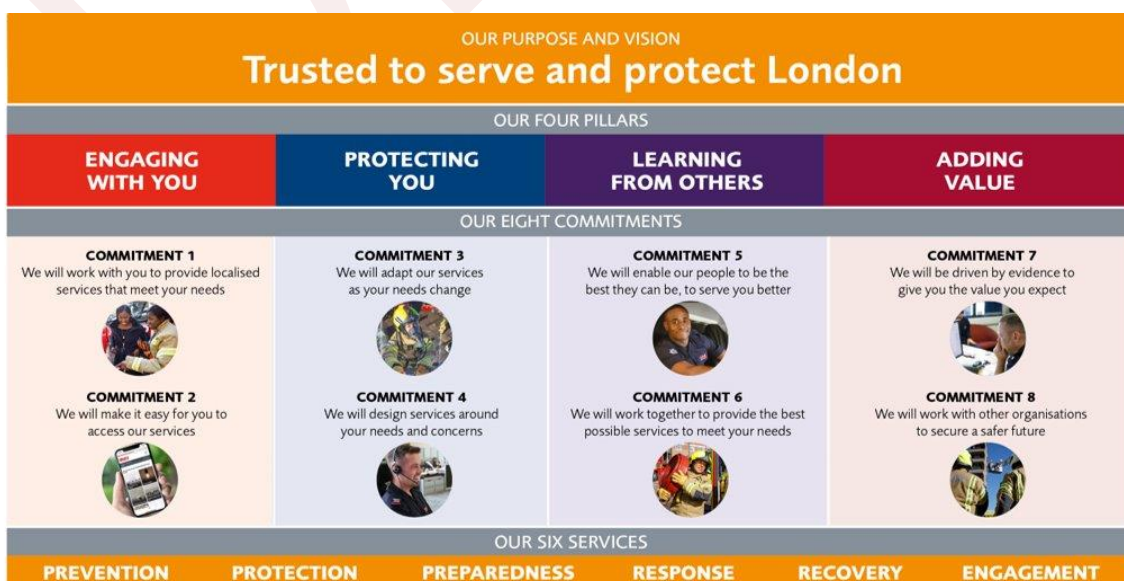 OUR PURPOSE AND VISION
Trusted to serve and protect London
OUR FOUR PILLARS
ENGAGING
WITH YOU
PROTECTING
YOU
LEARNING
FROM OTHERS
ADDING
VALUE
OUR EIGHT COMMITMENTS
COMMITMENT 1
We will work with you to provide localised
services that meet your needs
COMMITMENT 2
We will make it easy for you to
access our services
COMMITMENT 3
We will adapt our services
as your needs change
COMMITMENT 4
We will design services around
your needs and concerns
COMMITMENT 5
We will enable our people to be the
best they can be, to serve you better
COMMITMENT 6
We will work together to provide the best
possible services to meet your needs
COMMITMENT 7
We will be driven by evidence to
give you the value you expect
COMMITMENT 8
We will work with other organisations
to secure a safer future
OUR SIX SERVICES
PREVENTION PROTECTION PREPAREDNESS RESPONSE RECOVERY ENGAGEMENT